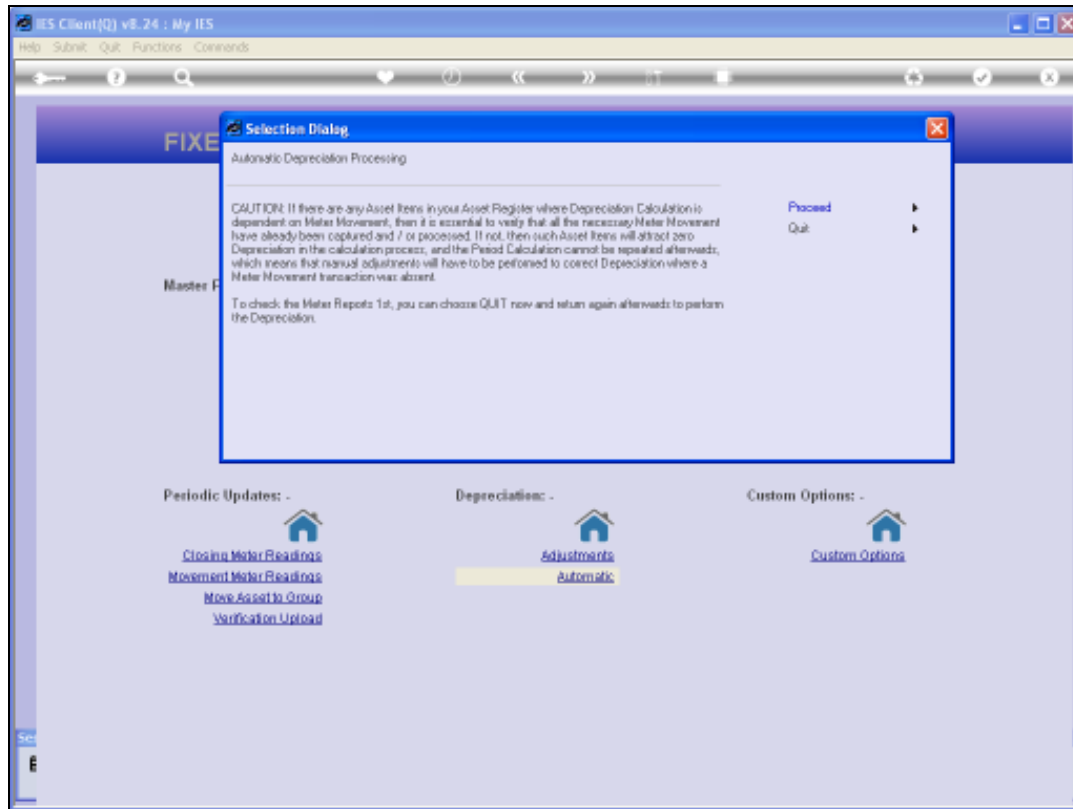 IES Client(Q) v8.24 : My IES
Help Submit Quit Functions Commands
FIXE
Selection Dialog
Automatic Depreciation Processing
CAUTION: If there are any Asset Items in your Asset Register where Depreciation Calculation is
dependent on Meter Movement, then it is essential to verify that all the necessary Meter Movement
have already been captured and / or processed. If not, then such Asset Items will attract zero
Depreciation in the calculation process, and the Period Calculation cannot be repeated afterwards,
which means that manual adjustments will have to be performed to correct Depreciation where a
Meter Movement transaction was absent.
To check the Meter Reports 1st, you can choose QUIT now and return again afterwards to perform
the Depreciation.
Proceed
Quit
Master F
Periodic Updates: -
Closing Meter Readings
Movement Meter Readings
Move Asset to Group
Verification Upload
Depreciation: -
Adjustments
Automatic
Custom Options: -
Custom Options
Se